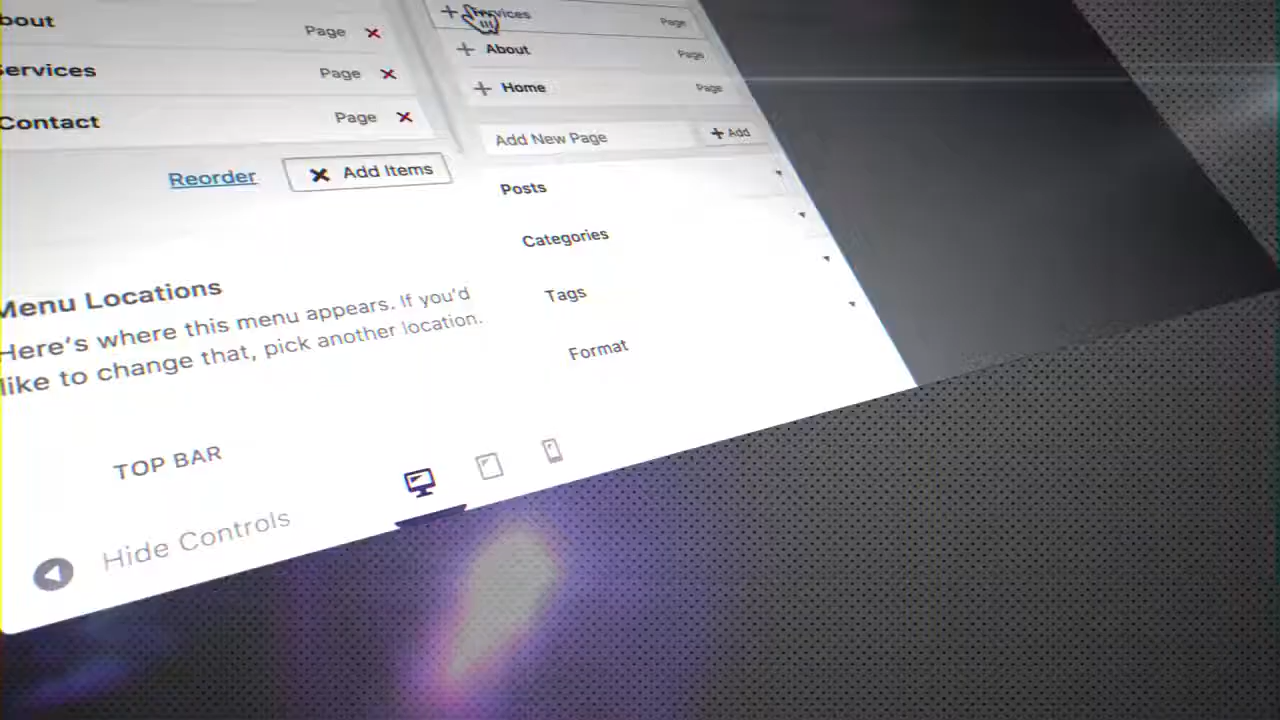 bout Page
Services Page
Contact Page
Reorder Add Items
Menu Locations
Here's where this menu appears. If you'd
like to change that, pick another location.
TOP BAR
Hide Controls
Services Page
About Page
Home Page
Add New Page Add
Posts
Categories
Tags
Format